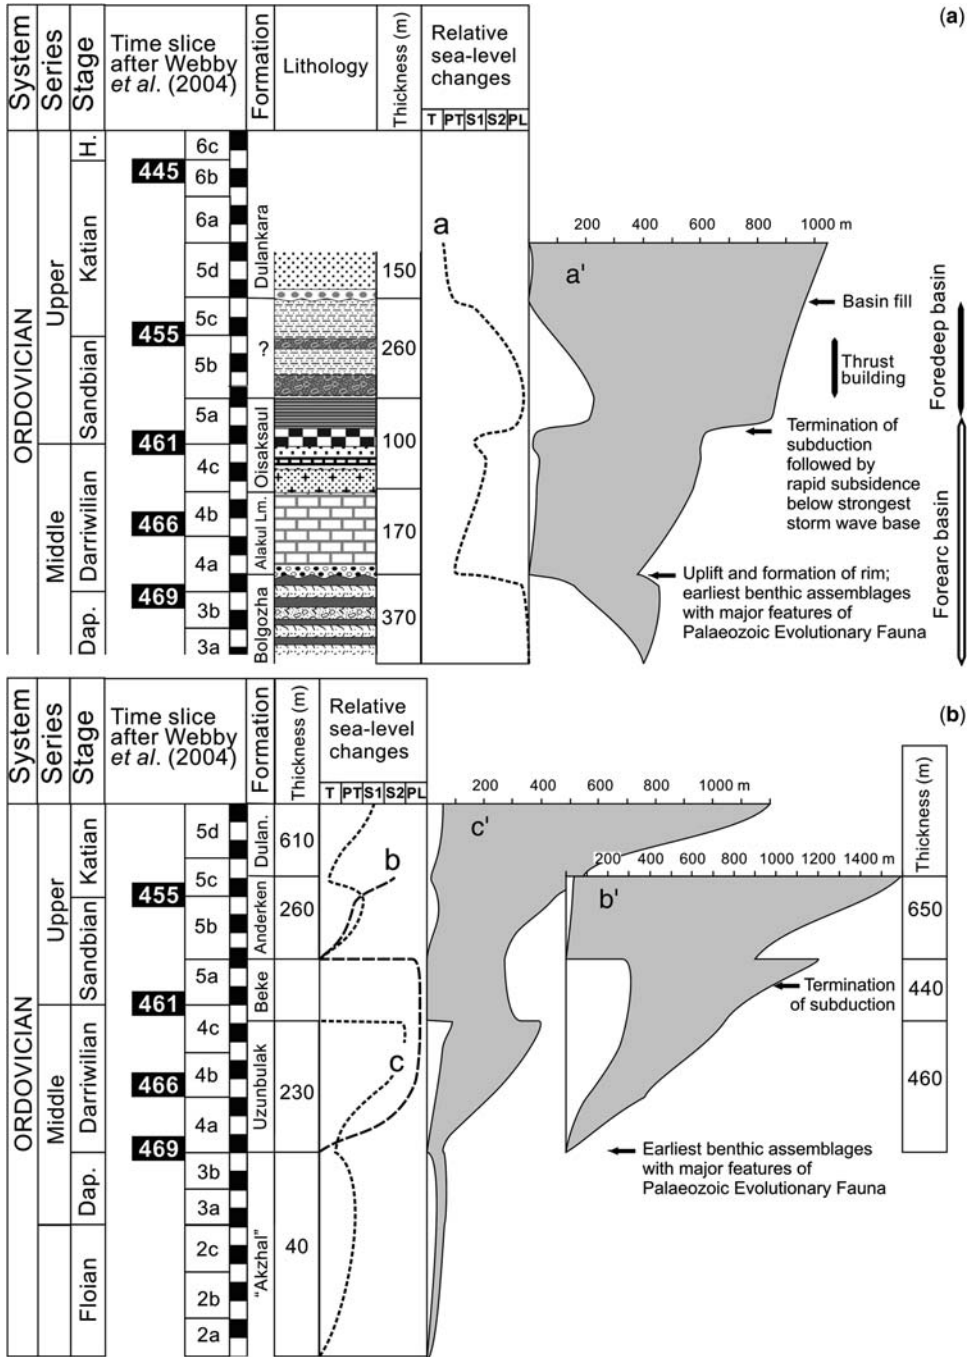 (a)
System
Series
Stage
Time slice
after Webby
et al. (2004)
Formation
Lithology
Thickness (m)
Relative
sea-level
changes
T PT S1 S2 PL
ORDOVICIAN
Upper
Middle
H.
Katian
Sandbian
Darriwilian
Dap.
445
455
461
466
469
6c
6b
6a
5d
5c
5b
5a
4c
4b
4a
3b
3a
Dulankara
?
Oisaksaul
Alakul Lm.
Bolgozha
150
260
100
170
370
a
200 400 600 800 1000 m
a'
Basin fill
Thrust
building
Termination of
subduction
followed by
rapid subsidence
below strongest
storm wave base
Uplift and formation of rim;
earliest benthic assemblages
with major features of
Palaeozoic Evolutionary Fauna
Foredeep basin
Forearc basin
(b)
System
Series
Stage
Time slice
after Webby
et al. (2004)
Formation
Thickness (m)
Relative
sea-level
changes
T PT S1 S2 PL
ORDOVICIAN
Upper
Middle
Katian
Sandbian
Darriwilian
Dap.
Floian
455
461
466
469
5d
5c
5b
5a
4c
4b
4a
3b
3a
2c
2b
2a
Dulan.
Anderken
Beke
Uzunbulak
"Akzhal"
610
260
230
40
b
c
200 400 600 800 1000 m
c'
200 400 600 800 1000 1400 m
b'
Thickness (m)
650
440
460
Termination
of subduction
Earliest benthic assemblages
with major features of
Palaeozoic Evolutionary Fauna